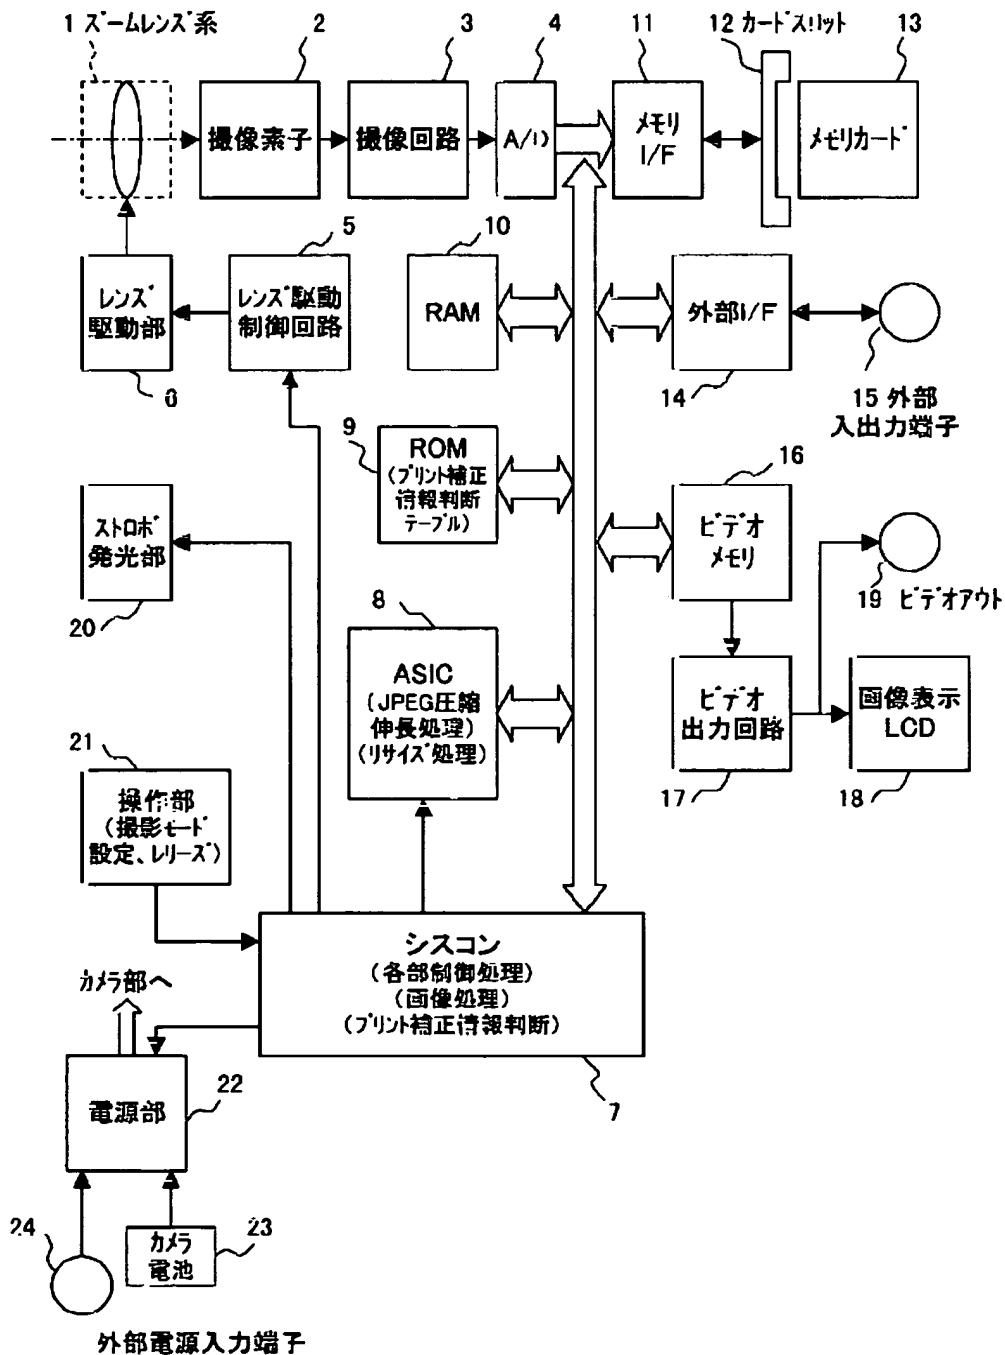 1 ズームレンズ系
2
3
4
11
12 カードスリット
13
撮像素子
撮像回路
A/D
メモリ
I/F
メモリカード
5
10
レンズ
駆動部
レンズ駆動
制御回路
RAM
外部I/F
6
14
15 外部
入出力端子
9
ROM
(プリント補正
情報判断
テーブル)
16
ストロボ
発光部
ビデオ
メモリ
20
19 ビデオアウト
8
ASIC
(JPEG圧縮
伸長処理)
(リサイズ処理)
ビデオ
出力回路
画像表示
LCD
17
18
21
操作部
(撮影モード
設定、レリーズ)
シスコン
(各部制御処理)
(画像処理)
(プリント補正情報判断)
7
カメラ部へ
電源部
22
24
カメラ
電池
23
外部電源入力端子